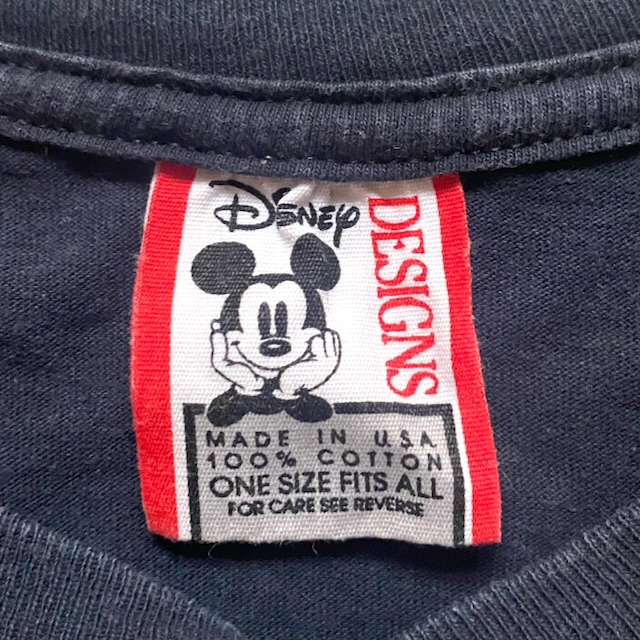 Disney
DESIGNS
MADE IN U.S.A.
100% COTTON
ONE SIZE FITS ALL
FOR CARE SEE REVERSE